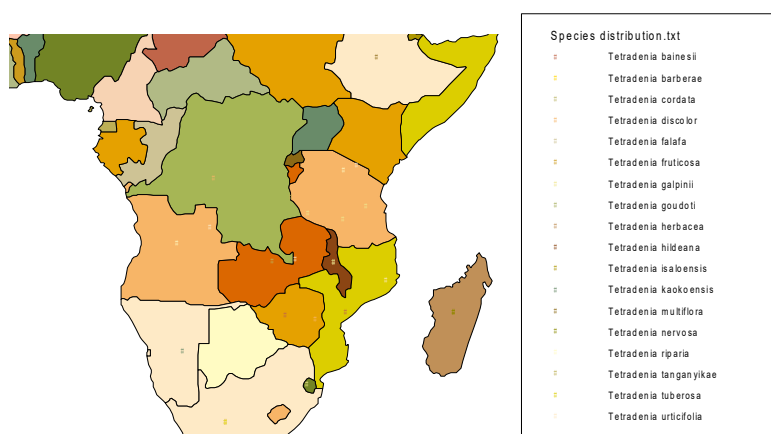 Species distribution.txt
Tetradenia bainesii
Tetradenia barberae
Tetradenia cordata
Tetradenia discolor
Tetradenia falafa
Tetradenia fruticosa
Tetradenia galpinii
Tetradenia goudoti
Tetradenia herbacea
Tetradenia hildeana
Tetradenia isaloensis
Tetradenia kaokoensis
Tetradenia multiflora
Tetradenia nervosa
Tetradenia riparia
Tetradenia tanganyikae
Tetradenia tuberosa
Tetradenia urticifolia